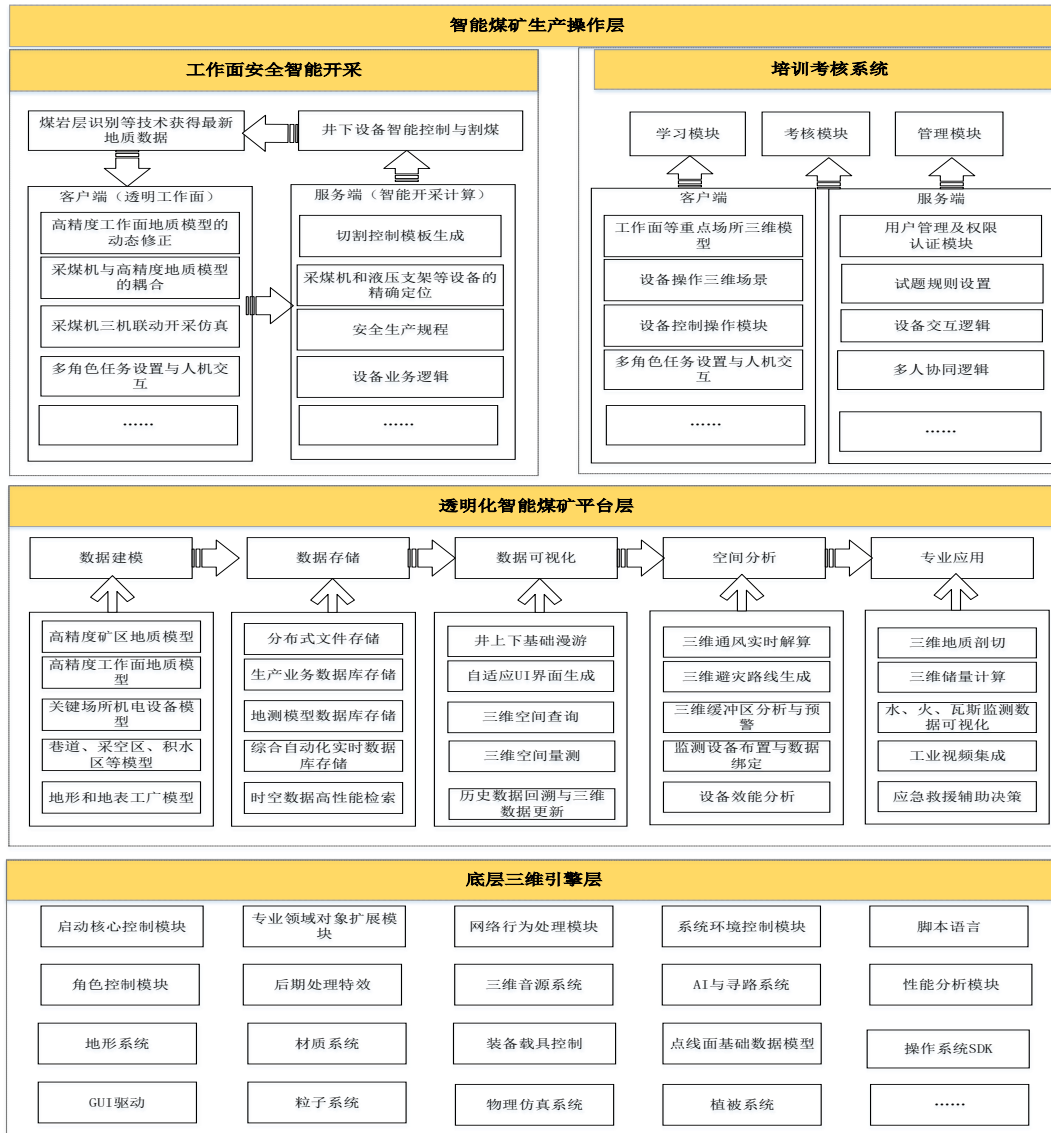 智能煤矿生产操作层
工作面安全智能开采
煤岩层识别等技术获得最新
地质数据
井下设备智能控制与割煤
客户端（透明工作面）
高精度工作面地质模型的
动态修正
采煤机与高精度地质模型
的耦合
采煤机三机联动开采仿真
多角色任务设置与人机交
互
……
服务端（智能开采计算）
切割控制模板生成
采煤机和液压支架等设备的
精确定位
安全生产规程
设备业务逻辑
……
培训考核系统
学习模块
考核模块
管理模块
客户端
工作面等重点场所三维模
型
设备操作三维场景
设备控制操作模块
多角色任务设置与人机交
互
……
服务端
用户管理及权限
认证模块
试题规则设置
设备交互逻辑
多人协同逻辑
……
透明化智能煤矿平台层
数据建模
数据存储
数据可视化
空间分析
专业应用
高精度矿区地质模型
高精度工作面地质模
型
关键场所机电设备模
型
巷道、采空区、积水
区等模型
地形和地表工广模型
分布式文件存储
生产业务数据库存储
地测模型数据库存储
综合自动化实时数据
库存储
时空数据高性能检索
井上下基础漫游
自适应UI界面生成
三维空间查询
三维空间量测
历史数据回溯与三维
数据更新
三维通风实时解算
三维避灾路线生成
三维缓冲区分析与预
警
监测设备布置与数据
绑定
设备效能分析
三维地质剖切
三维储量计算
水、火、瓦斯监测数
据可视化
工业视频集成
应急救援辅助决策
底层三维引擎层
启动核心控制模块
专业领域对象扩展模
块
网络行为处理模块
系统环境控制模块
脚本语言
角色控制模块
后期处理特效
三维音源系统
AI与寻路系统
性能分析模块
地形系统
材质系统
装备载具控制
点线面基础数据模型
操作系统SDK
GUI驱动
粒子系统
物理仿真系统
植被系统
……